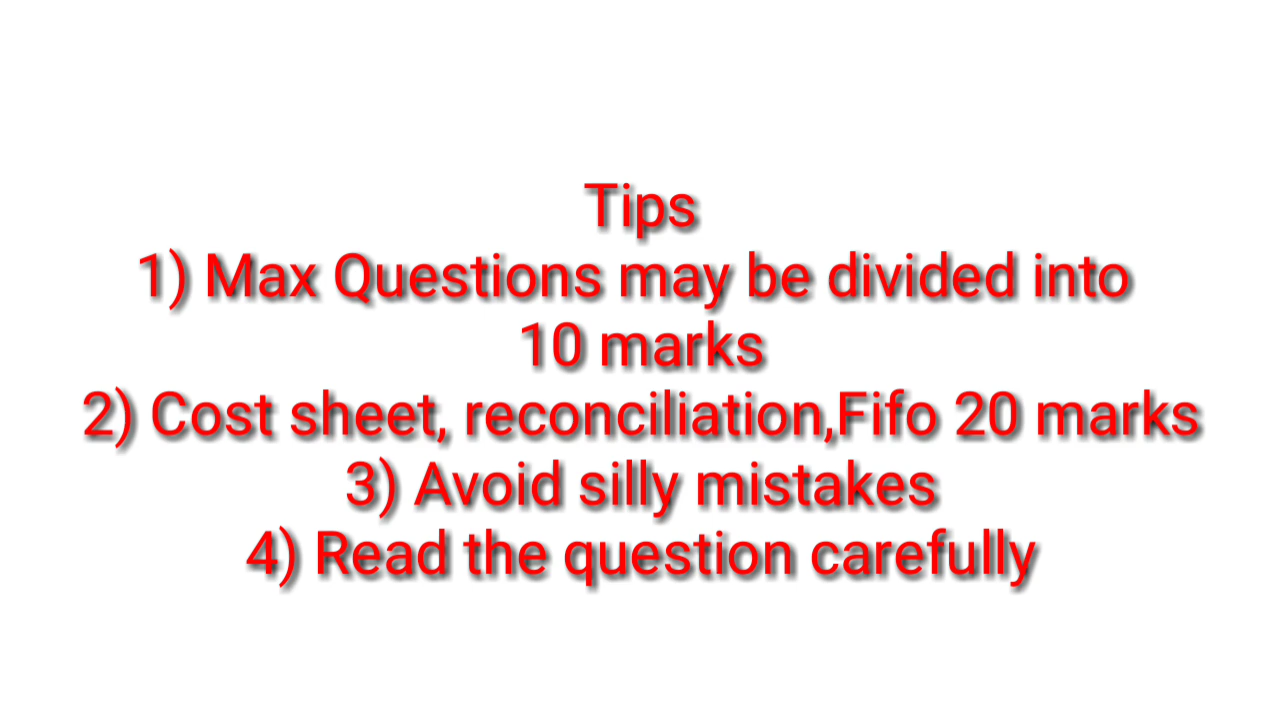 Tips
1) Max Questions may be divided into
10 marks
2) Cost sheet, reconciliation,Fifo 20 marks
3) Avoid silly mistakes
4) Read the question carefully